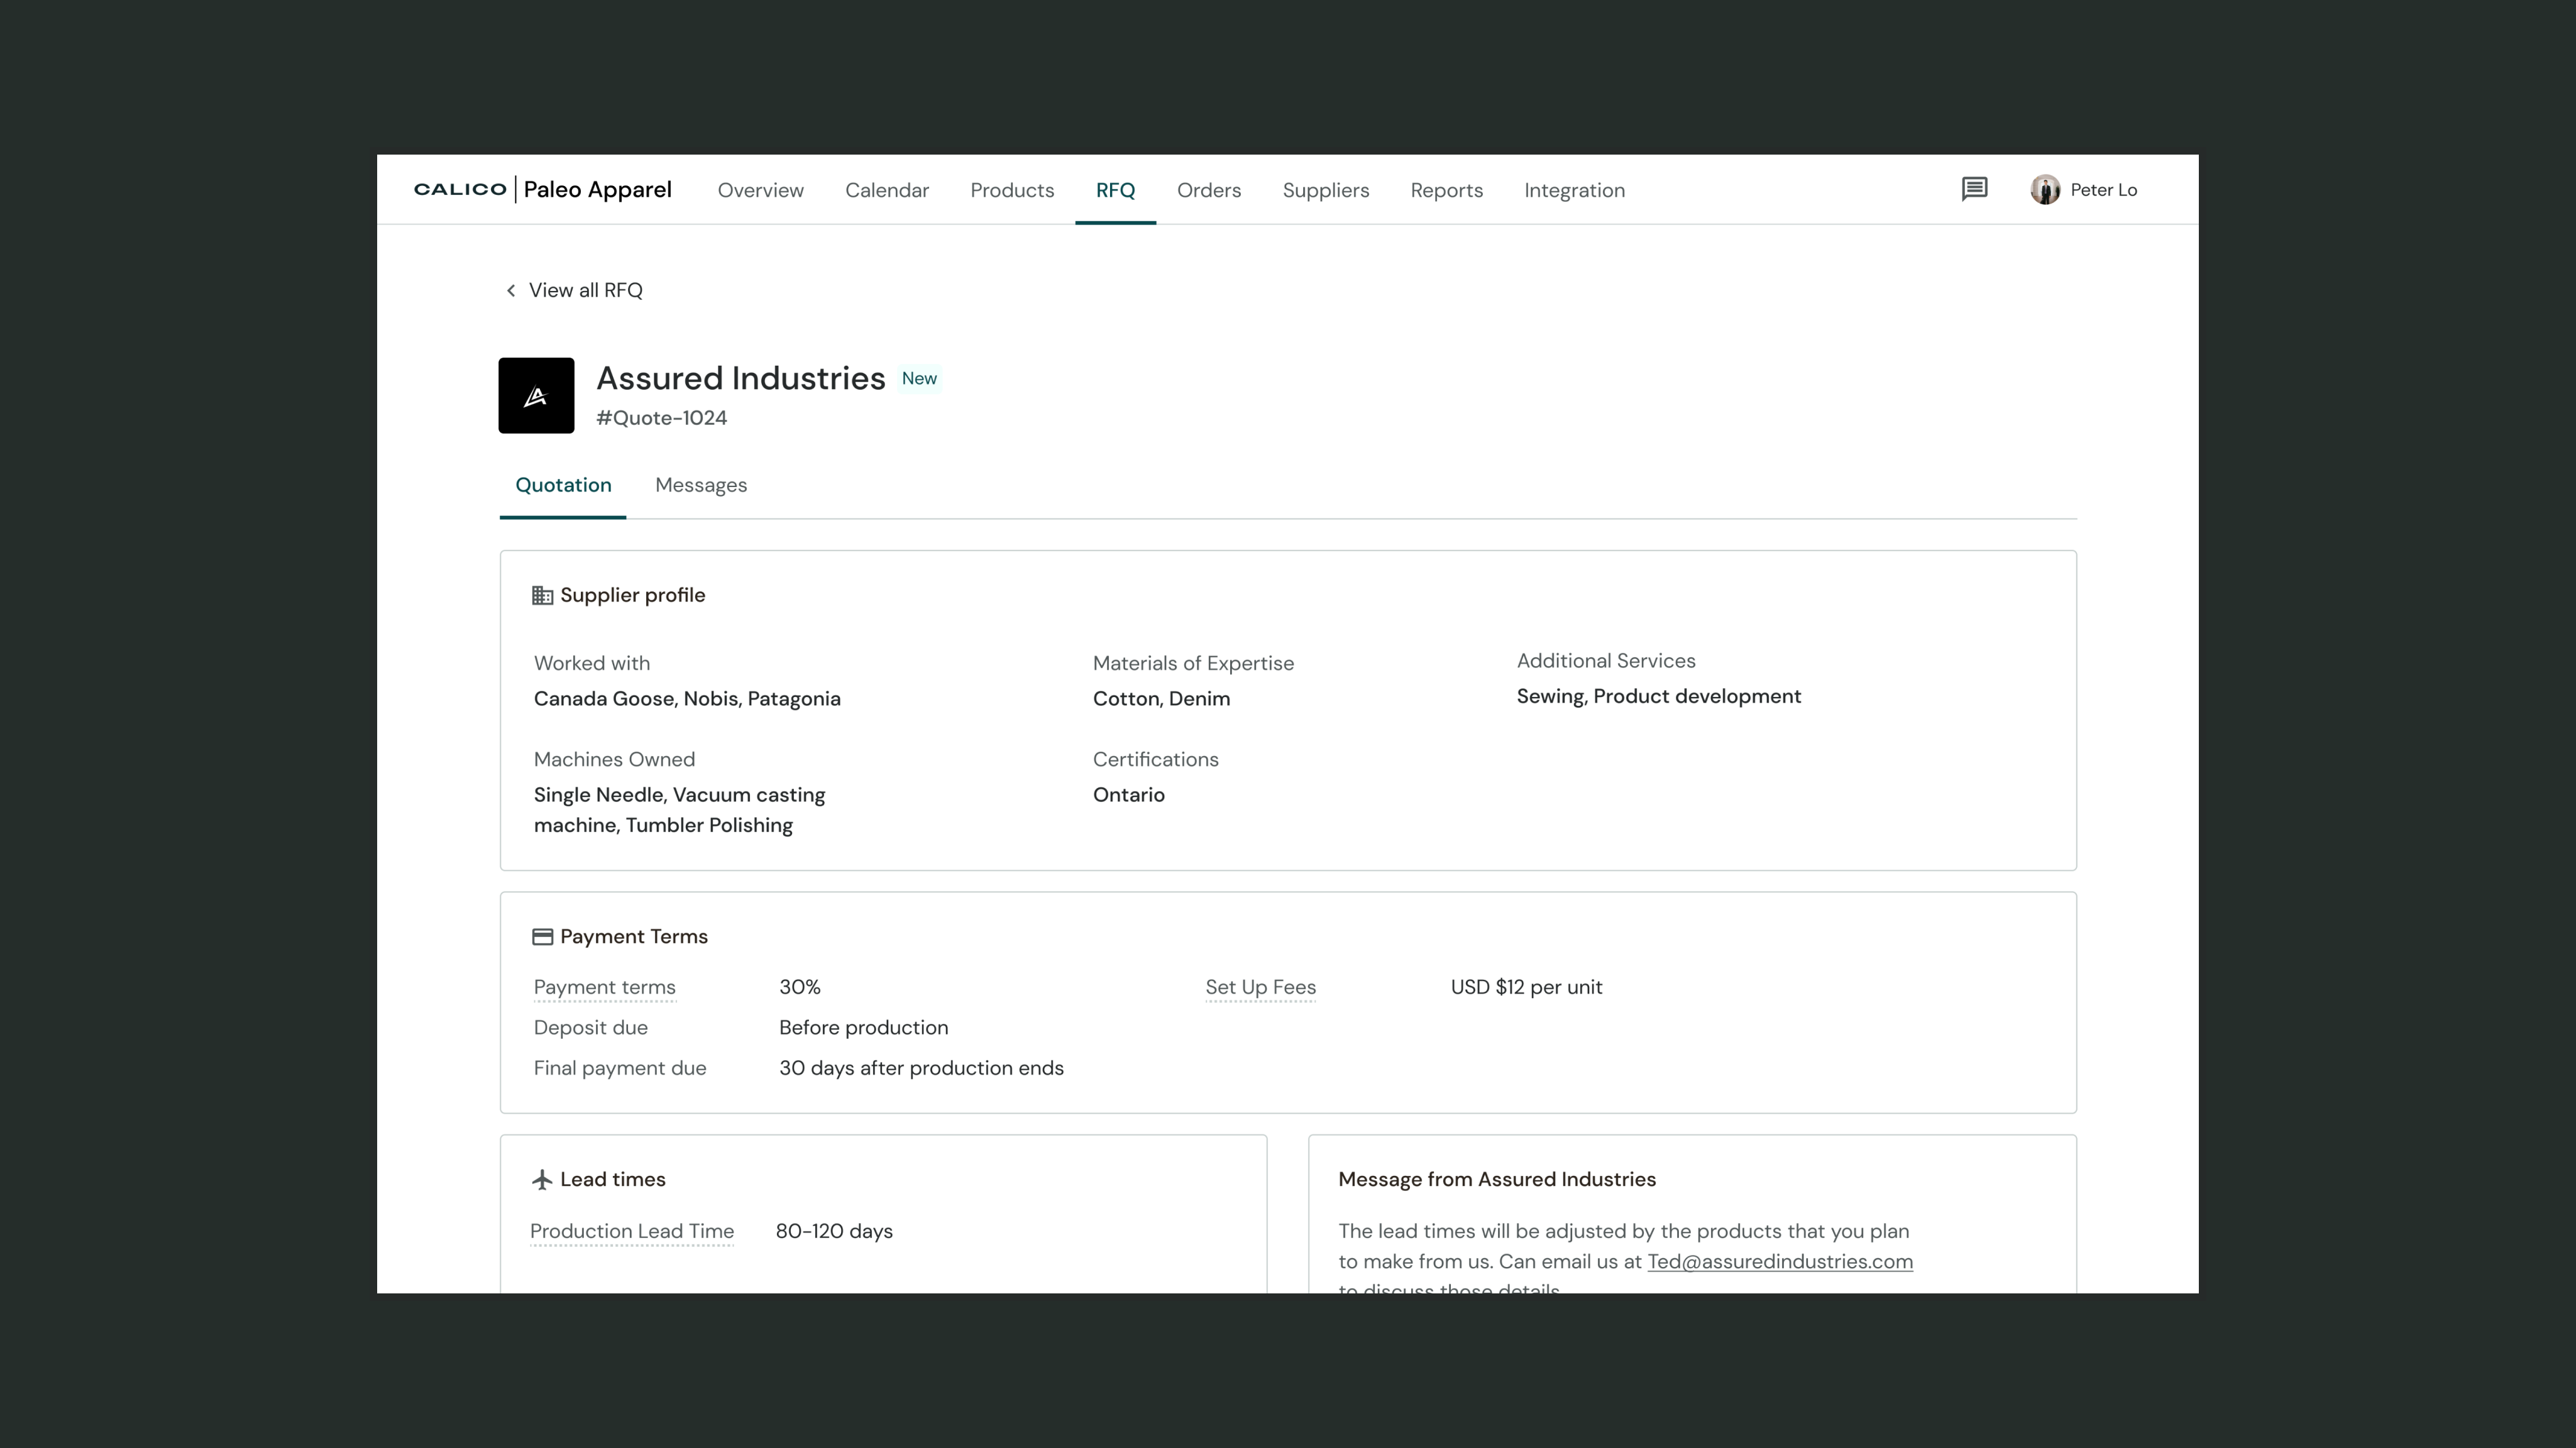 CALICO | Paleo Apparel Overview Calendar Products RFQ Orders Suppliers Reports Integration Peter Lo
View all RFQ
Assured Industries New
#Quote-1024
Quotation Messages
Supplier profile
Worked with
Canada Goose, Nobis, Patagonia
Materials of Expertise
Cotton, Denim
Additional Services
Sewing, Product development
Machines Owned
Single Needle, Vacuum casting
machine, Tumbler Polishing
Certifications
Ontario
Payment Terms
Payment terms 30% Set Up Fees USD $12 per unit
Deposit due Before production
Final payment due 30 days after production ends
Lead times
Production Lead Time 80-120 days
Message from Assured Industries
The lead times will be adjusted by the products that you plan
to make from us. Can email us at Ted@assuredindustries.com
to discuss those details.